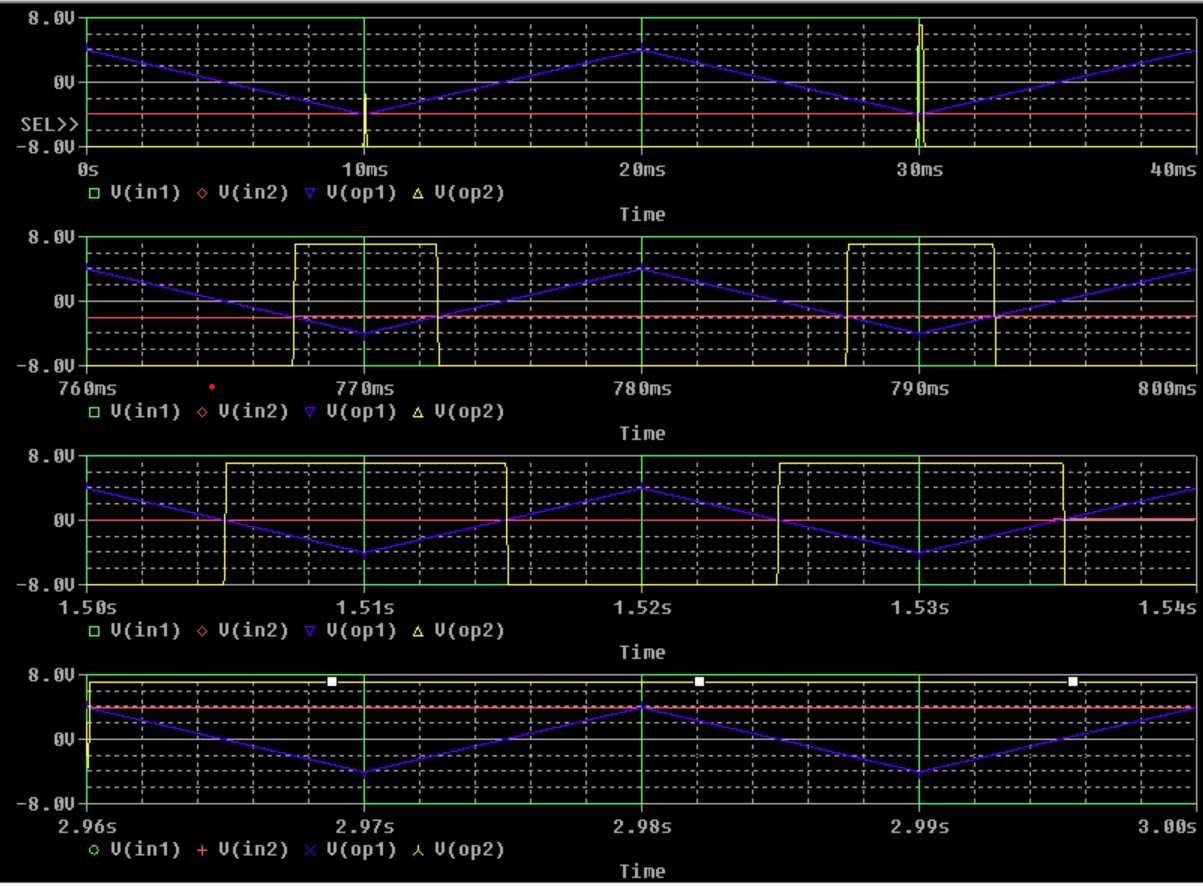 8.0V
0V
SEL>>
-8.0V
0s 10ms 20ms 30ms 40ms
V(in1) V(in2) V(op1) V(op2)
Time
8.0V
0V
-8.0V
760ms 770ms 780ms 790ms 800ms
V(in1) V(in2) V(op1) V(op2)
Time
8.0V
0V
-8.0V
1.50s 1.51s 1.52s 1.53s 1.54s
V(in1) V(in2) V(op1) V(op2)
Time
8.0V
0V
-8.0V
2.96s 2.97s 2.98s 2.99s 3.00s
V(in1) V(in2) V(op1) V(op2)
Time